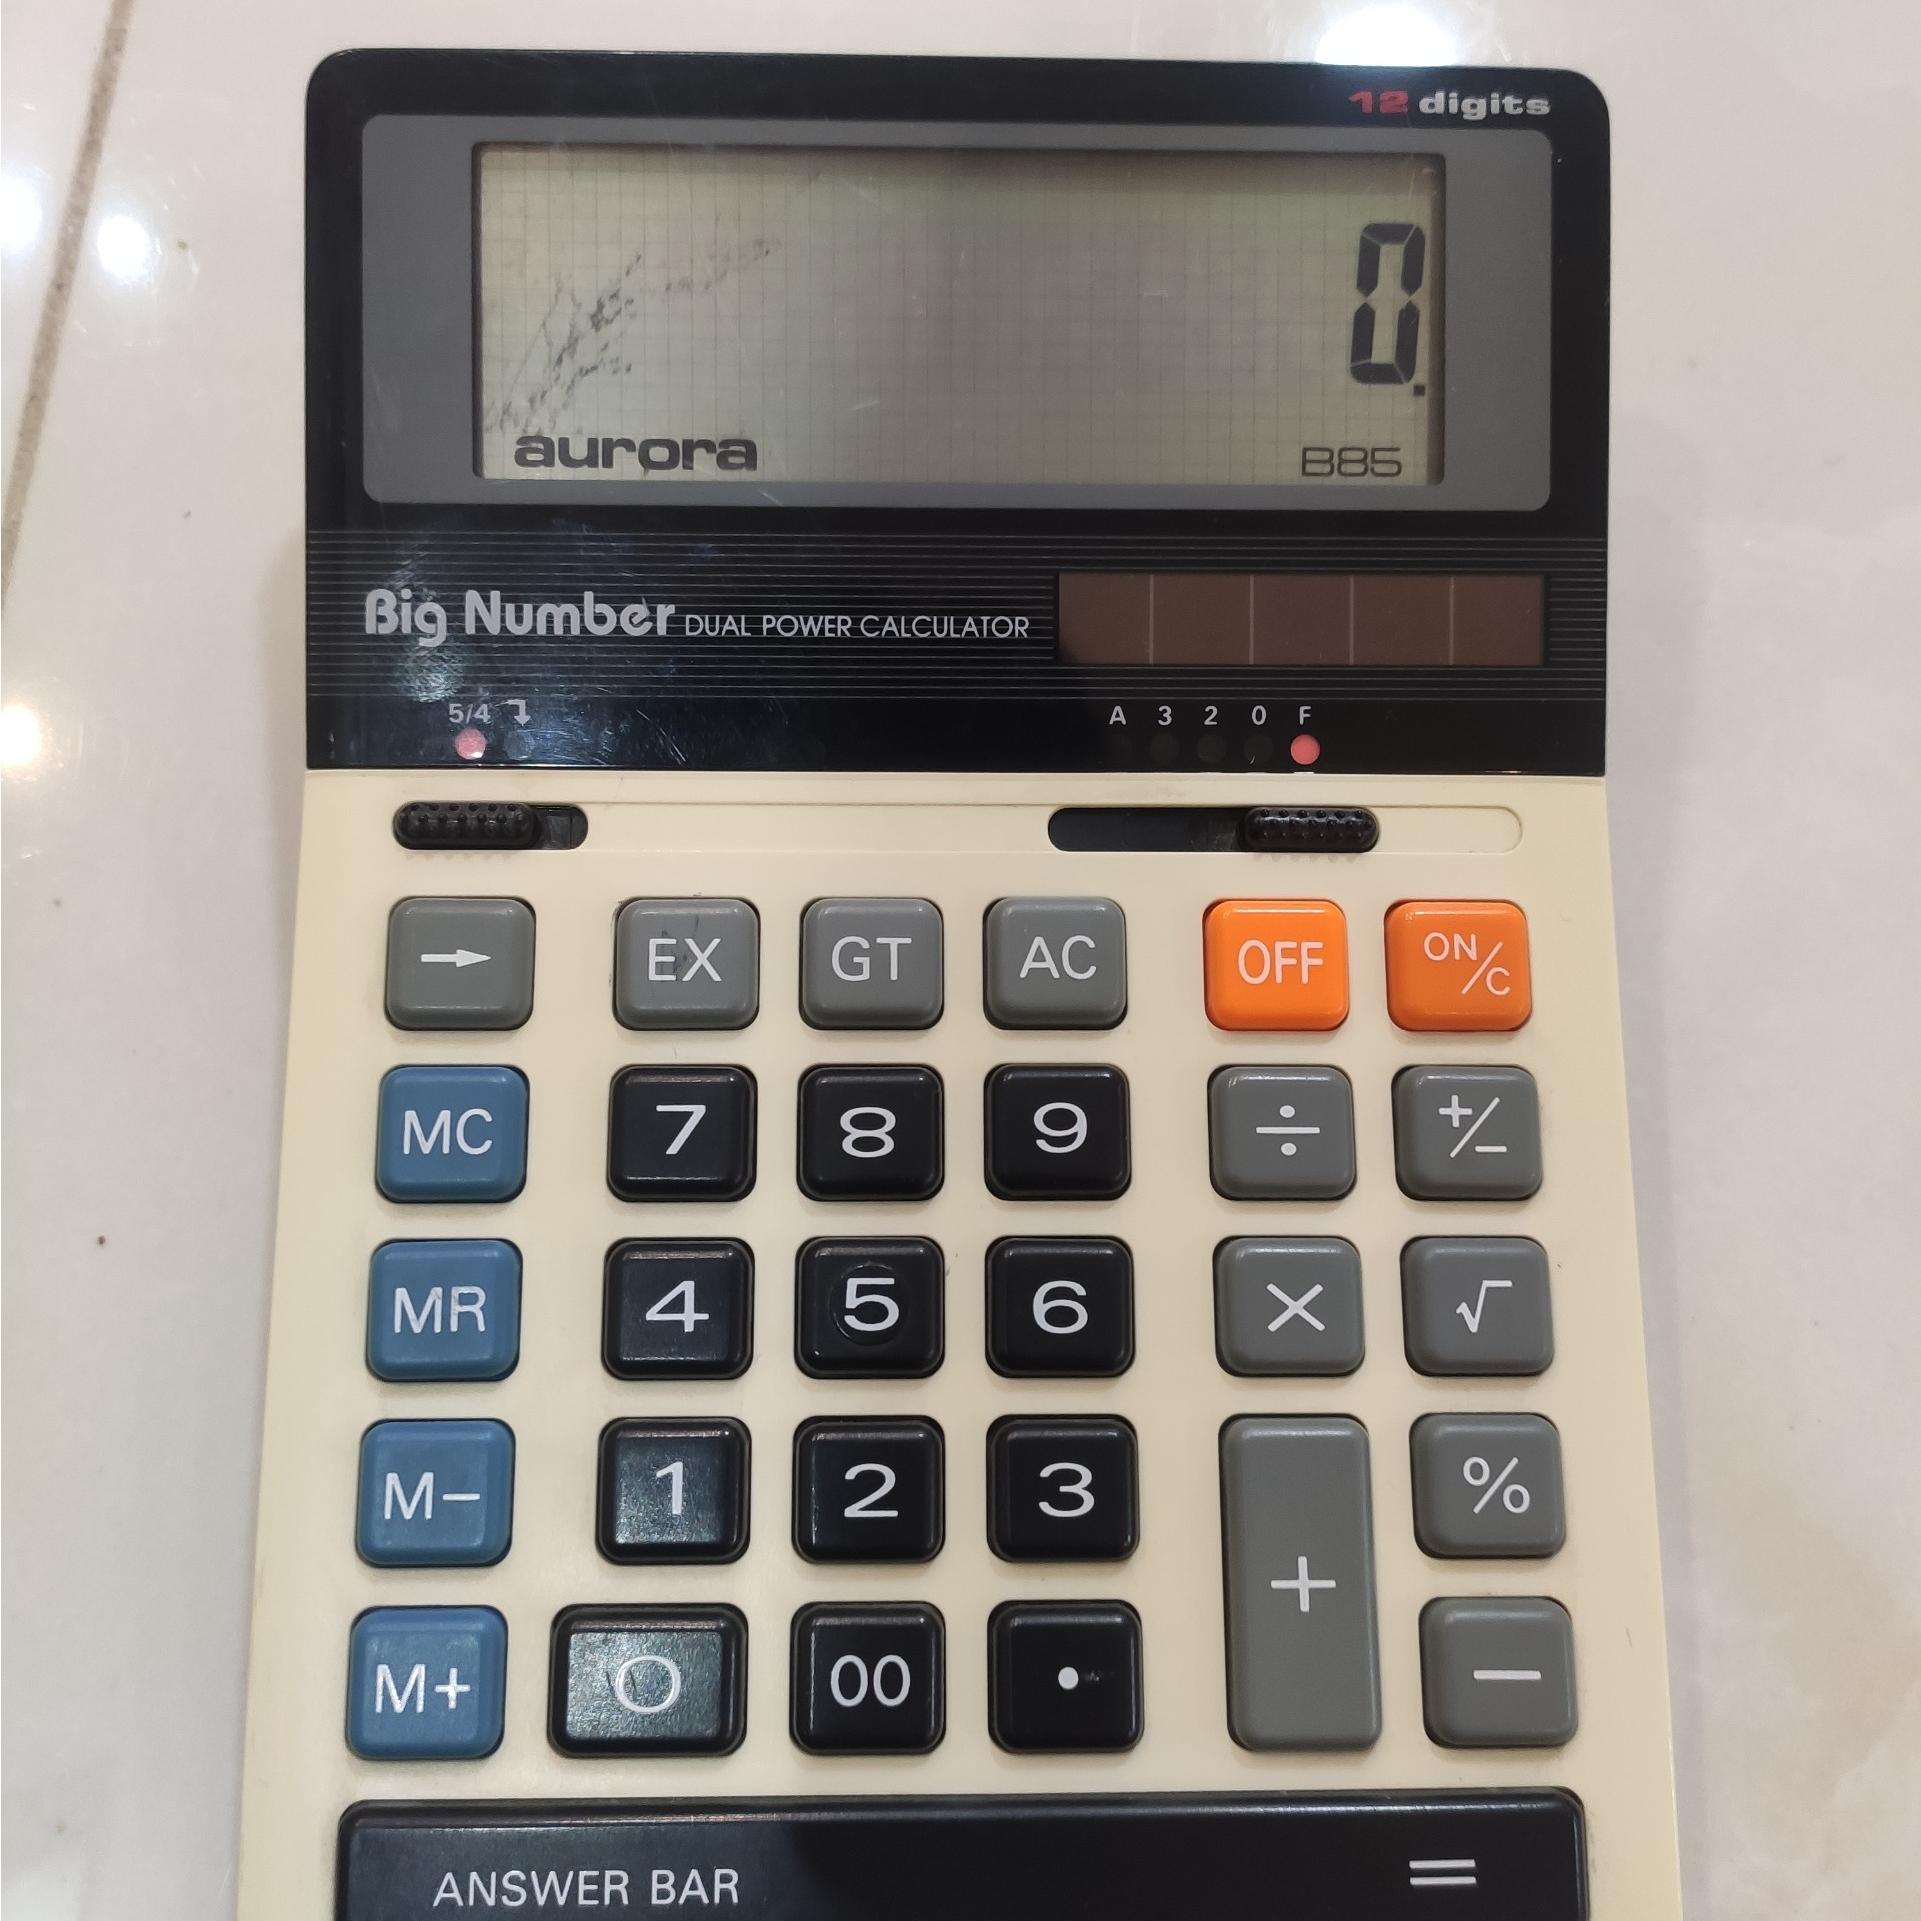 12 digits
0.
aurora B85
Big Number DUAL POWER CALCULATOR
5/4 A 3 2 0 F
→ EX GT AC OFF ON/C
MC 7 8 9 ÷ +/-
MR 4 5 6 × √
M- 1 2 3 %
M+ 0 00 . + -
ANSWER BAR =